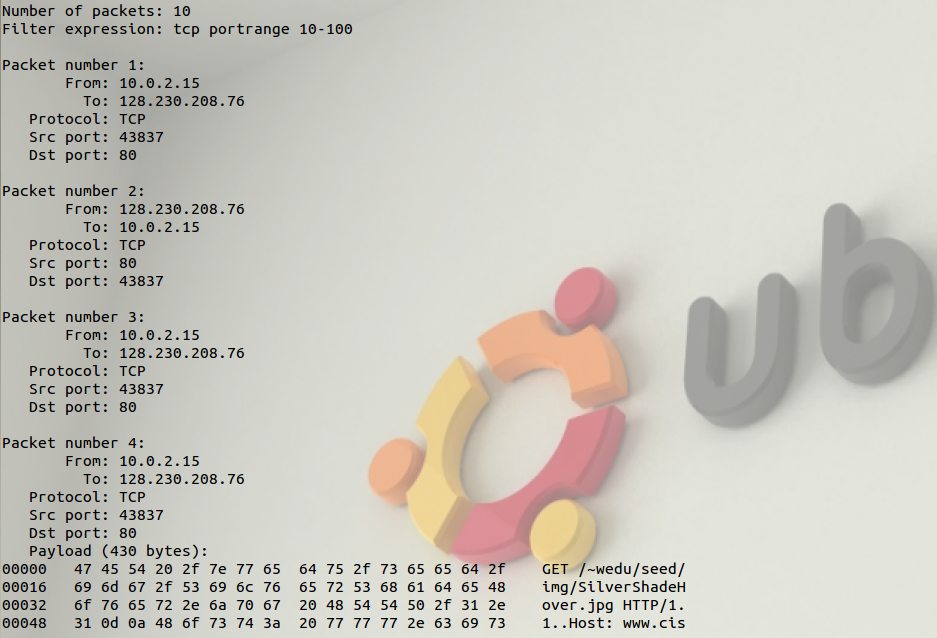 Number of packets: 10
Filter expression: tcp portrange 10-100
Packet number 1:
From: 10.0.2.15
To: 128.230.208.76
Protocol: TCP
Src port: 43837
Dst port: 80
Packet number 2:
From: 128.230.208.76
To: 10.0.2.15
Protocol: TCP
Src port: 80
Dst port: 43837
Packet number 3:
From: 10.0.2.15
To: 128.230.208.76
Protocol: TCP
Src port: 43837
Dst port: 80
Packet number 4:
From: 10.0.2.15
To: 128.230.208.76
Protocol: TCP
Src port: 43837
Dst port: 80
Payload (430 bytes):
00000 47 45 54 20 2f 7e 77 65 64 75 2f 73 65 65 64 2f GET /~wedu/seed/
00016 69 6d 67 2f 53 69 6c 76 65 72 53 68 61 64 65 48 img/SilverShadeH
00032 6f 76 65 72 2e 6a 70 67 20 48 54 54 50 2f 31 2e over.jpg HTTP/1.
00048 31 0d 0a 48 6f 73 74 3a 20 77 77 77 2e 63 69 73 1..Host: www.cis
ub